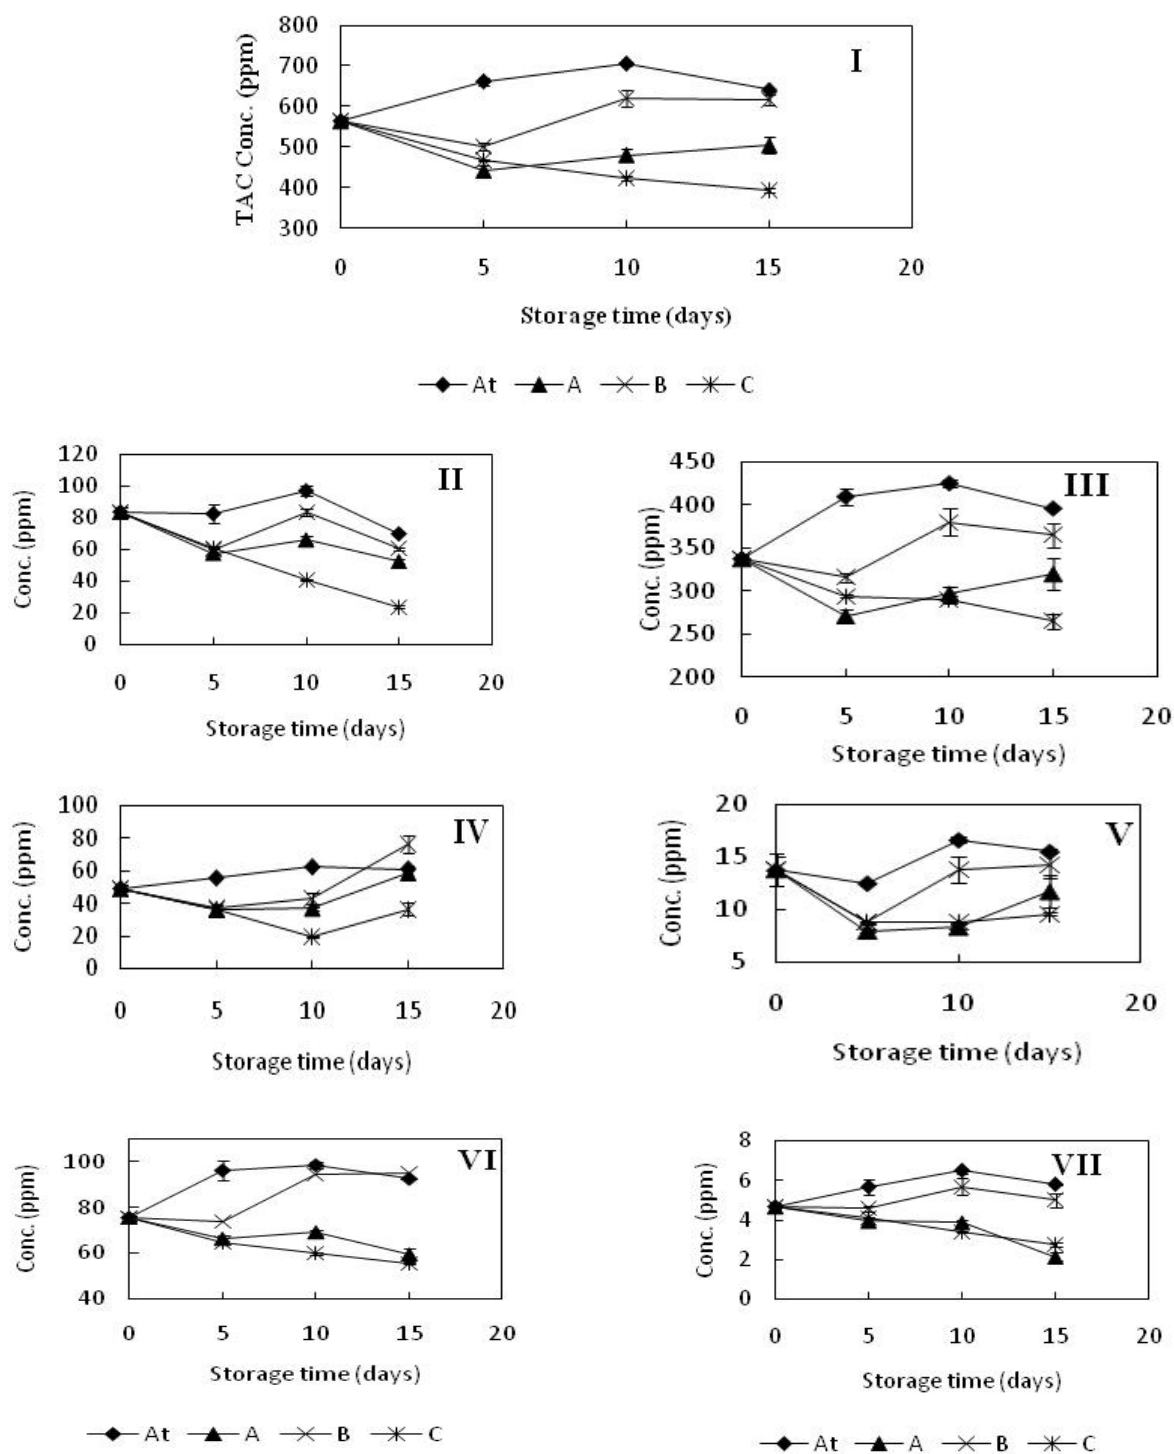 800
700
600
500
400
300
TAC Conc. (ppm)
I
0 5 10 15 20
Storage time (days)
At A B C
120
100
80
60
40
20
0
Conc. (ppm)
II
0 5 10 15 20
Storage time (days)
450
400
350
300
250
200
Conc. (ppm)
III
0 5 10 15 20
Storage time (days)
100
80
60
40
20
0
Conc. (ppm)
IV
0 5 10 15 20
Storage time (days)
20
15
10
5
Conc. (ppm)
V
0 10 20
Storage time (days)
100
80
60
40
Conc. (ppm)
VI
0 5 10 15 20
Storage time (days)
At A B C
8
6
4
2
0
Conc. (ppm)
VII
0 5 10 15 20
Storage time (days)
At A B C